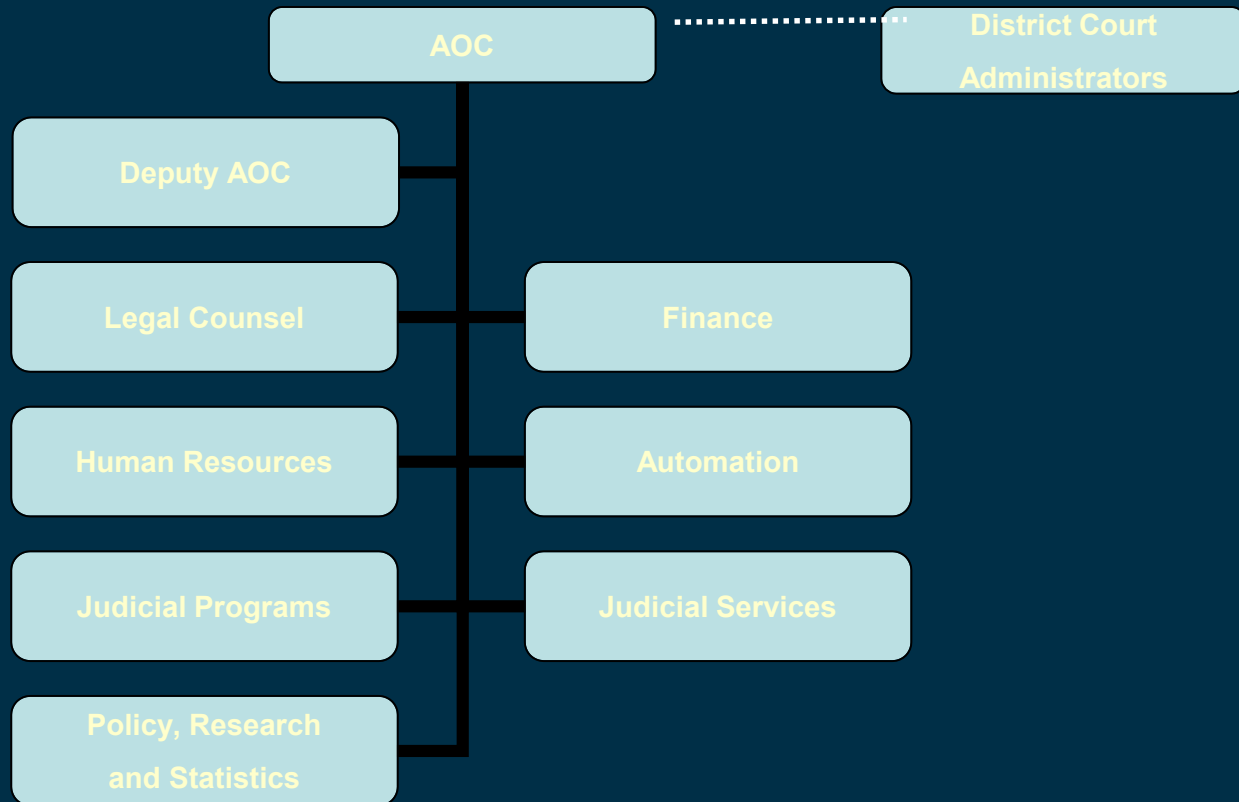 AOC
District Court
Administrators
Deputy AOC
Legal Counsel
Finance
Human Resources
Automation
Judicial Programs
Judicial Services
Policy, Research
and Statistics